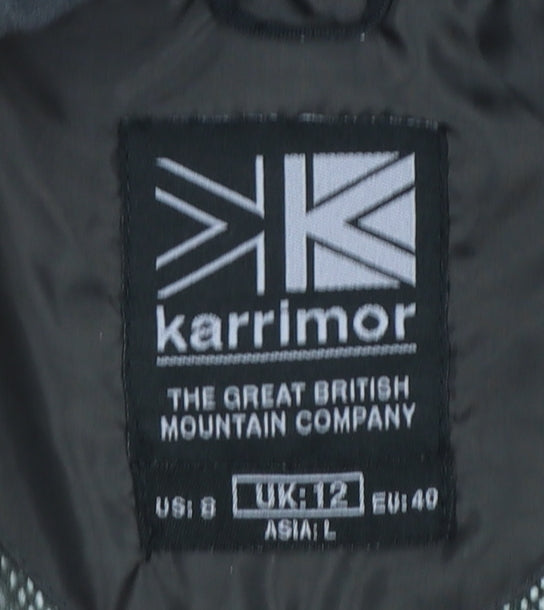 karrimor
THE GREAT BRITISH
MOUNTAIN COMPANY
US: 8 UK: 12 EU: 40
ASIA: L